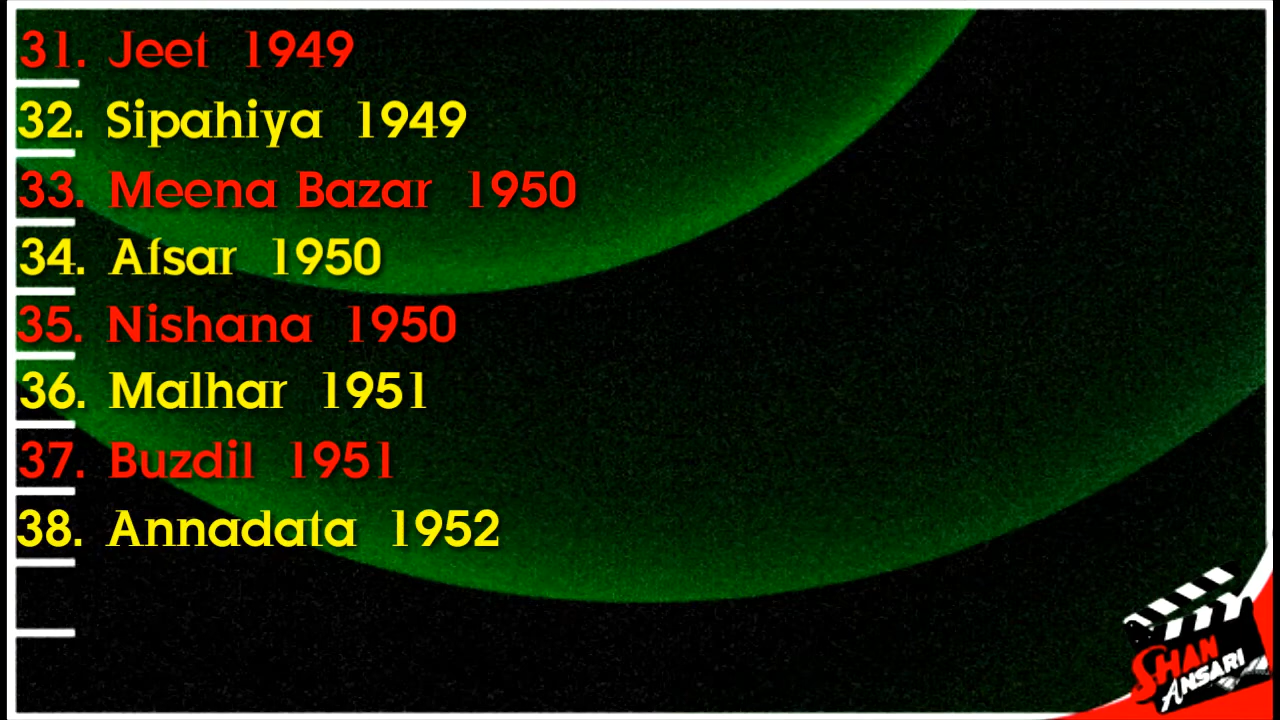 31. Jeet 1949
32. Sipahiya 1949
33. Meena Bazar 1950
34. Afsar 1950
35. Nishana 1950
36. Malhar 1951
37. Buzdil 1951
38. Annadata 1952
SHAN
ANSARI